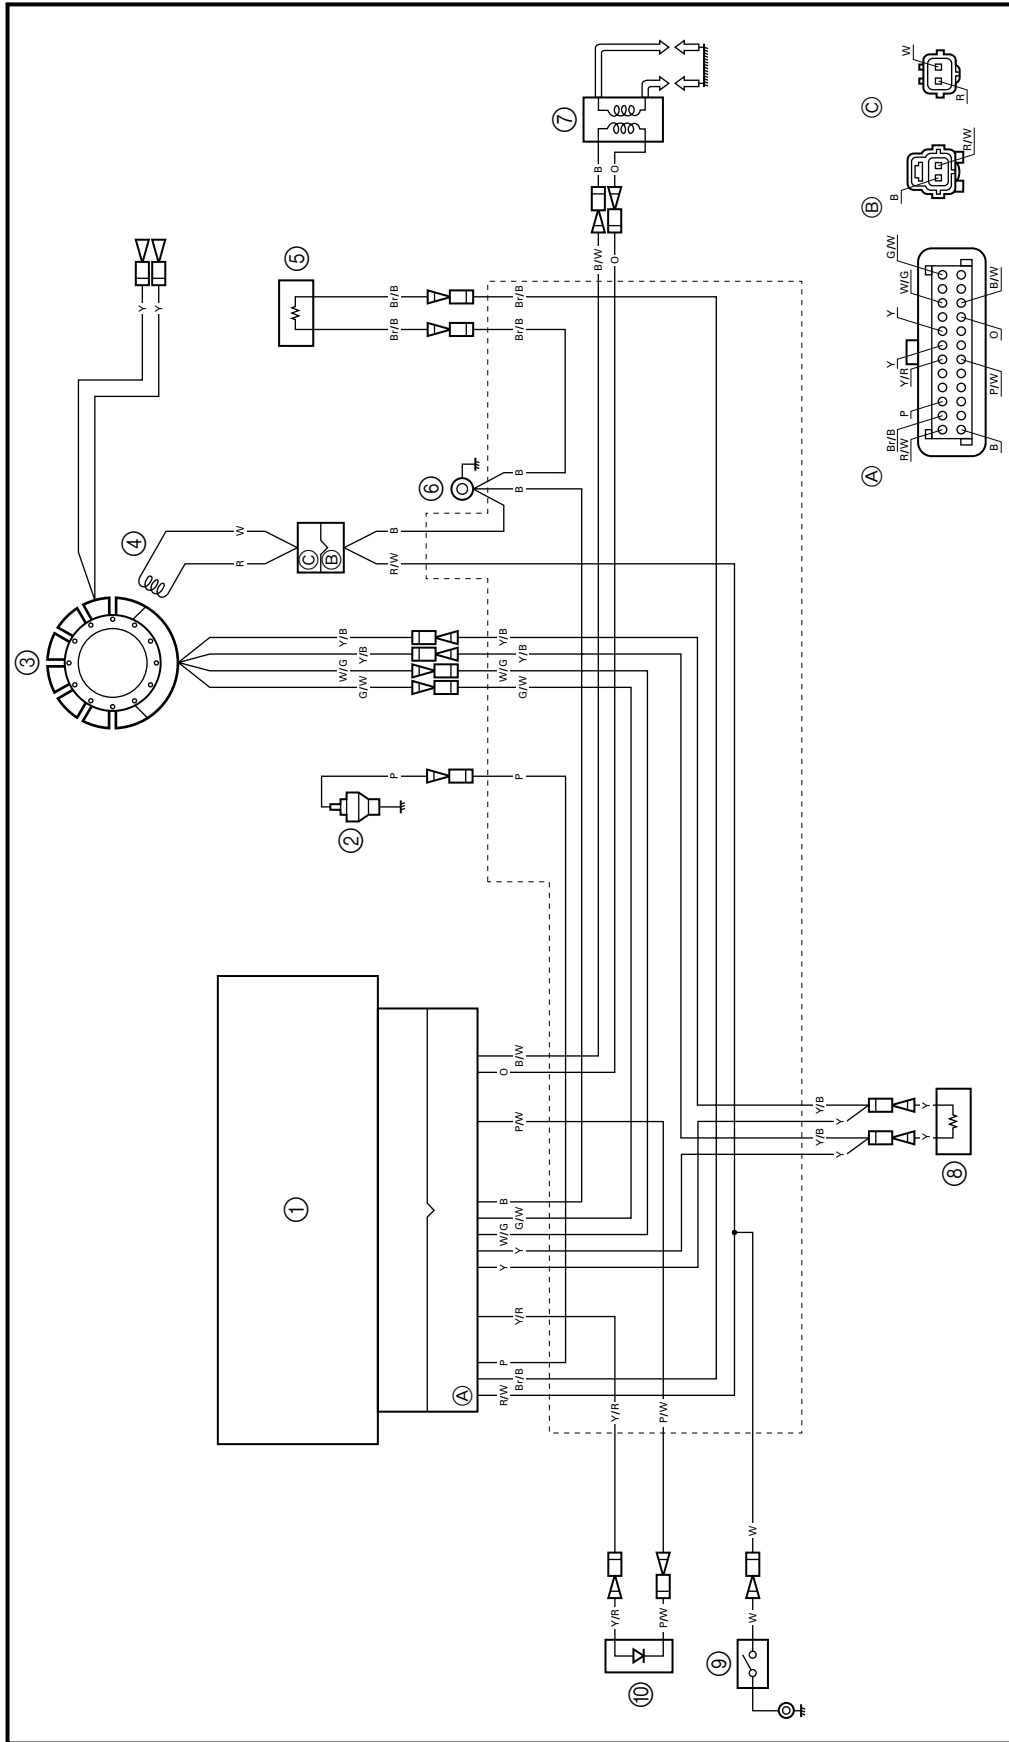 Y
Y
⑤
Br/B
Br/B
Br/B
Br/B
⑦
B
O
B/W
O
Ⓒ
W
R
Ⓑ
B
R/W
Ⓐ
G/W
W/G
Y
Y
Y/R
P
Br/B
R/W
B/W
O
P/W
B
⑥
B
B
④
W
R
Ⓒ
Ⓑ
B
R/W
③
Y/B
Y/B
W/G
G/W
Y/B
Y/B
W/G
G/W
②
P
P
①
Ⓐ
B/W
O
P/W
B
G/W
W/G
Y
Y
Y/R
P
Br/B
R/W
Y/B
Y
Y/B
Y
Y
Y
⑧
Y/R
P/W
Y/R
P/W
⑩
W
W
⑨